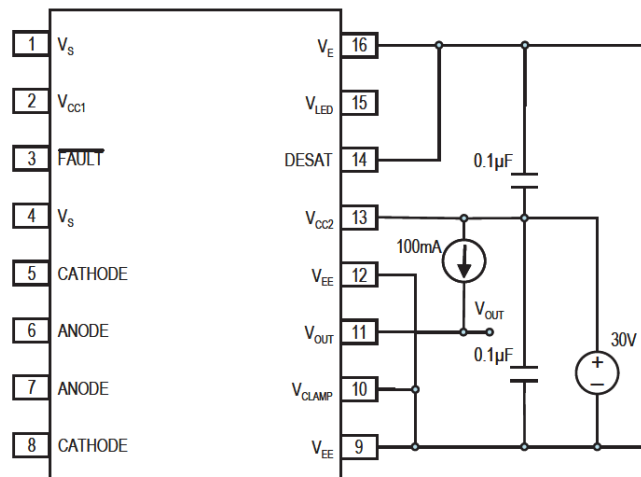 1 VS VE 16
2 VCC1 VLED 15
3 FAULT DESAT 14
0.1µF
4 VS VCC2 13
100mA
5 CATHODE VEE 12
VOUT
6 ANODE VOUT 11
0.1µF 30V
7 ANODE VCLAMP 10
8 CATHODE VEE 9
+
−